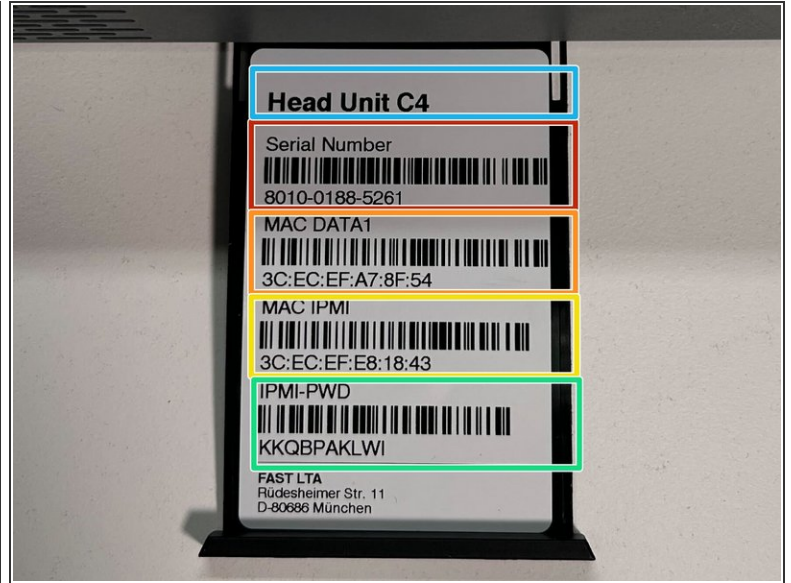 Head Unit C4
Serial Number
8010-0188-5261
MAC DATA1
3C:EC:EF:A7:8F:54
MAC IPMI
3C:EC:EF:E8:18:43
IPMI-PWD
KKQBPAKLWI
FAST LTA
Rüdesheimer Str. 11
D-80686 München